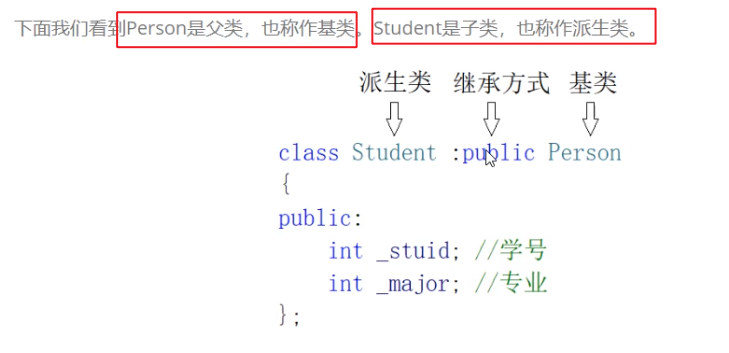 下面我们看到Person是父类，也称作基类。Student是子类，也称作派生类。
派生类 继承方式 基类
class Student :public Person
{
public:
    int _stuid; //学号
    int _major; //专业
};